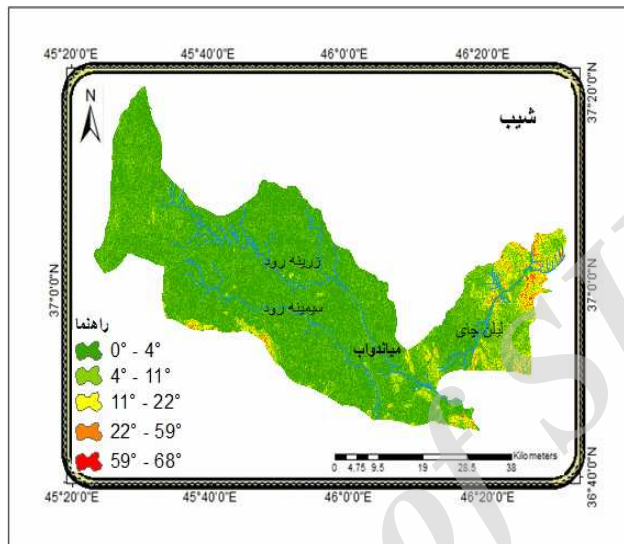 45°20'0"E 45°40'0"E 46°0'0"E 46°20'0"E
37°20'0"N
N
شیب
زرینه رود
37°0'0"N
37°0'0"N
سیمینه رود
لیلان چای
میاندواب
راهنما
0° - 4°
4° - 11°
11° - 22°
22° - 59°
59° - 68°
Kilometers
0 4.75 9.5 19 28.5 38
36°40'0"N
45°20'0"E 45°40'0"E 46°0'0"E 46°20'0"E
of SI